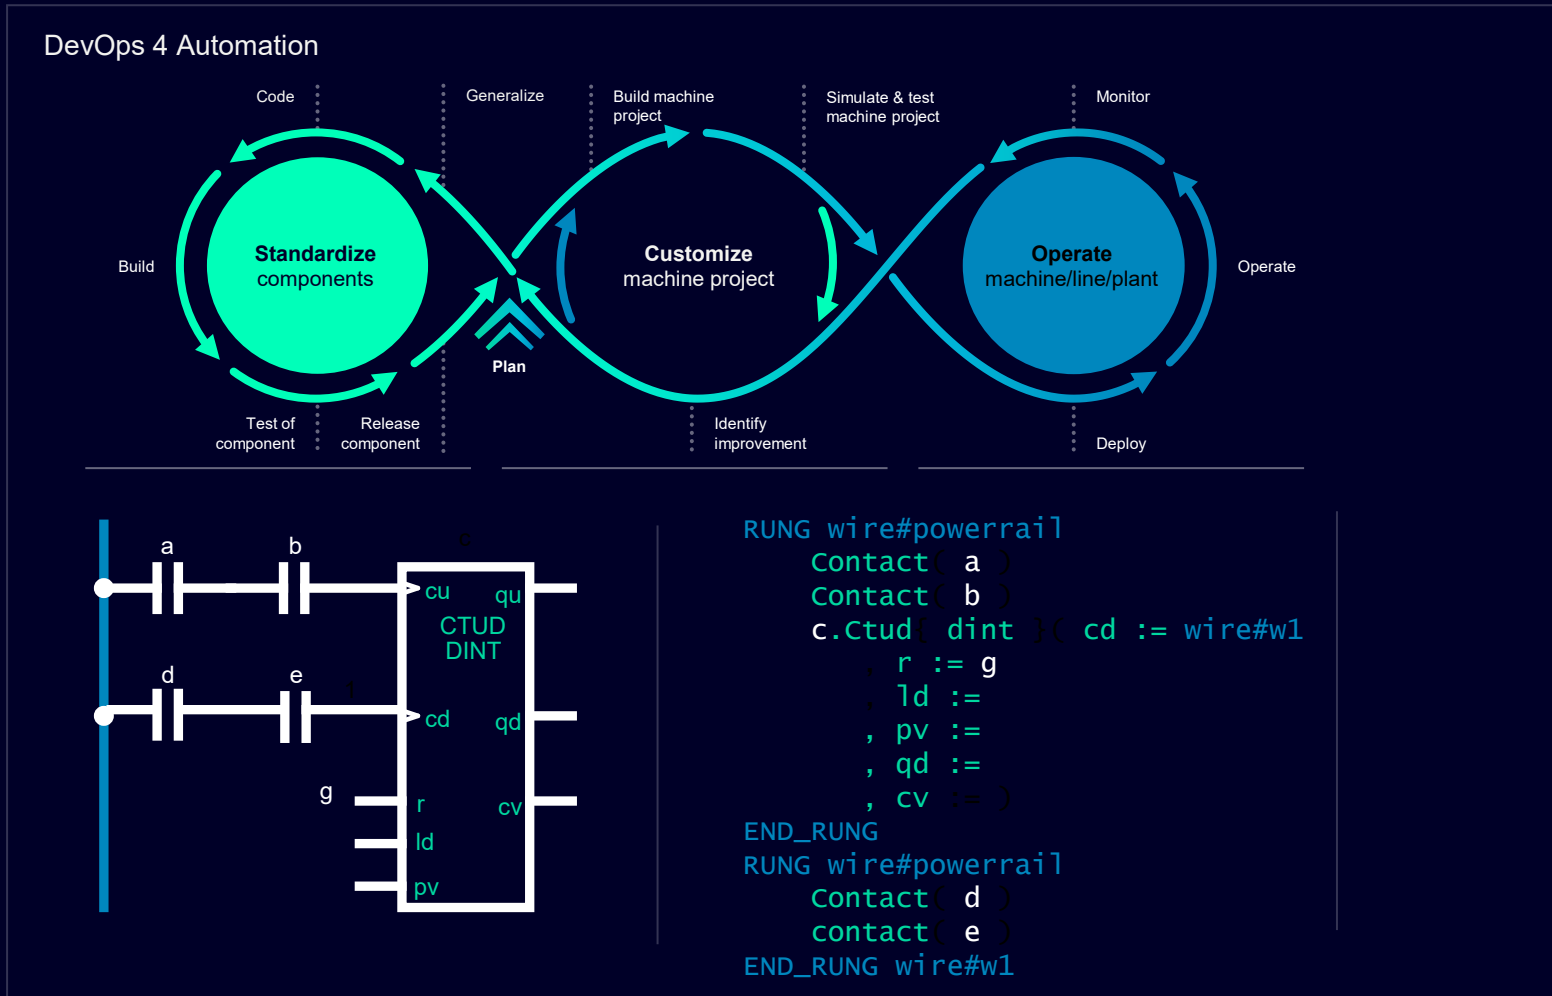 DevOps 4 Automation
Code
Generalize
Build machine
project
Simulate & test
machine project
Monitor
Standardize
components
Customize
machine project
Operate
machine/line/plant
Build
Operate
Plan
Test of
component
Release
component
Identify
improvement
Deploy
a
b
c
cu
qu
CTUD
DINT
d
e
cd
qd
g
r
cv
ld
pv
RUNG wire#powerrail
Contact( a )
Contact( b )
c.Ctud{ dint }( cd := wire#w1
, r := g
, ld :=
, pv :=
, qd :=
, cv := )
END_RUNG
RUNG wire#powerrail
Contact( d )
contact( e )
END_RUNG wire#w1